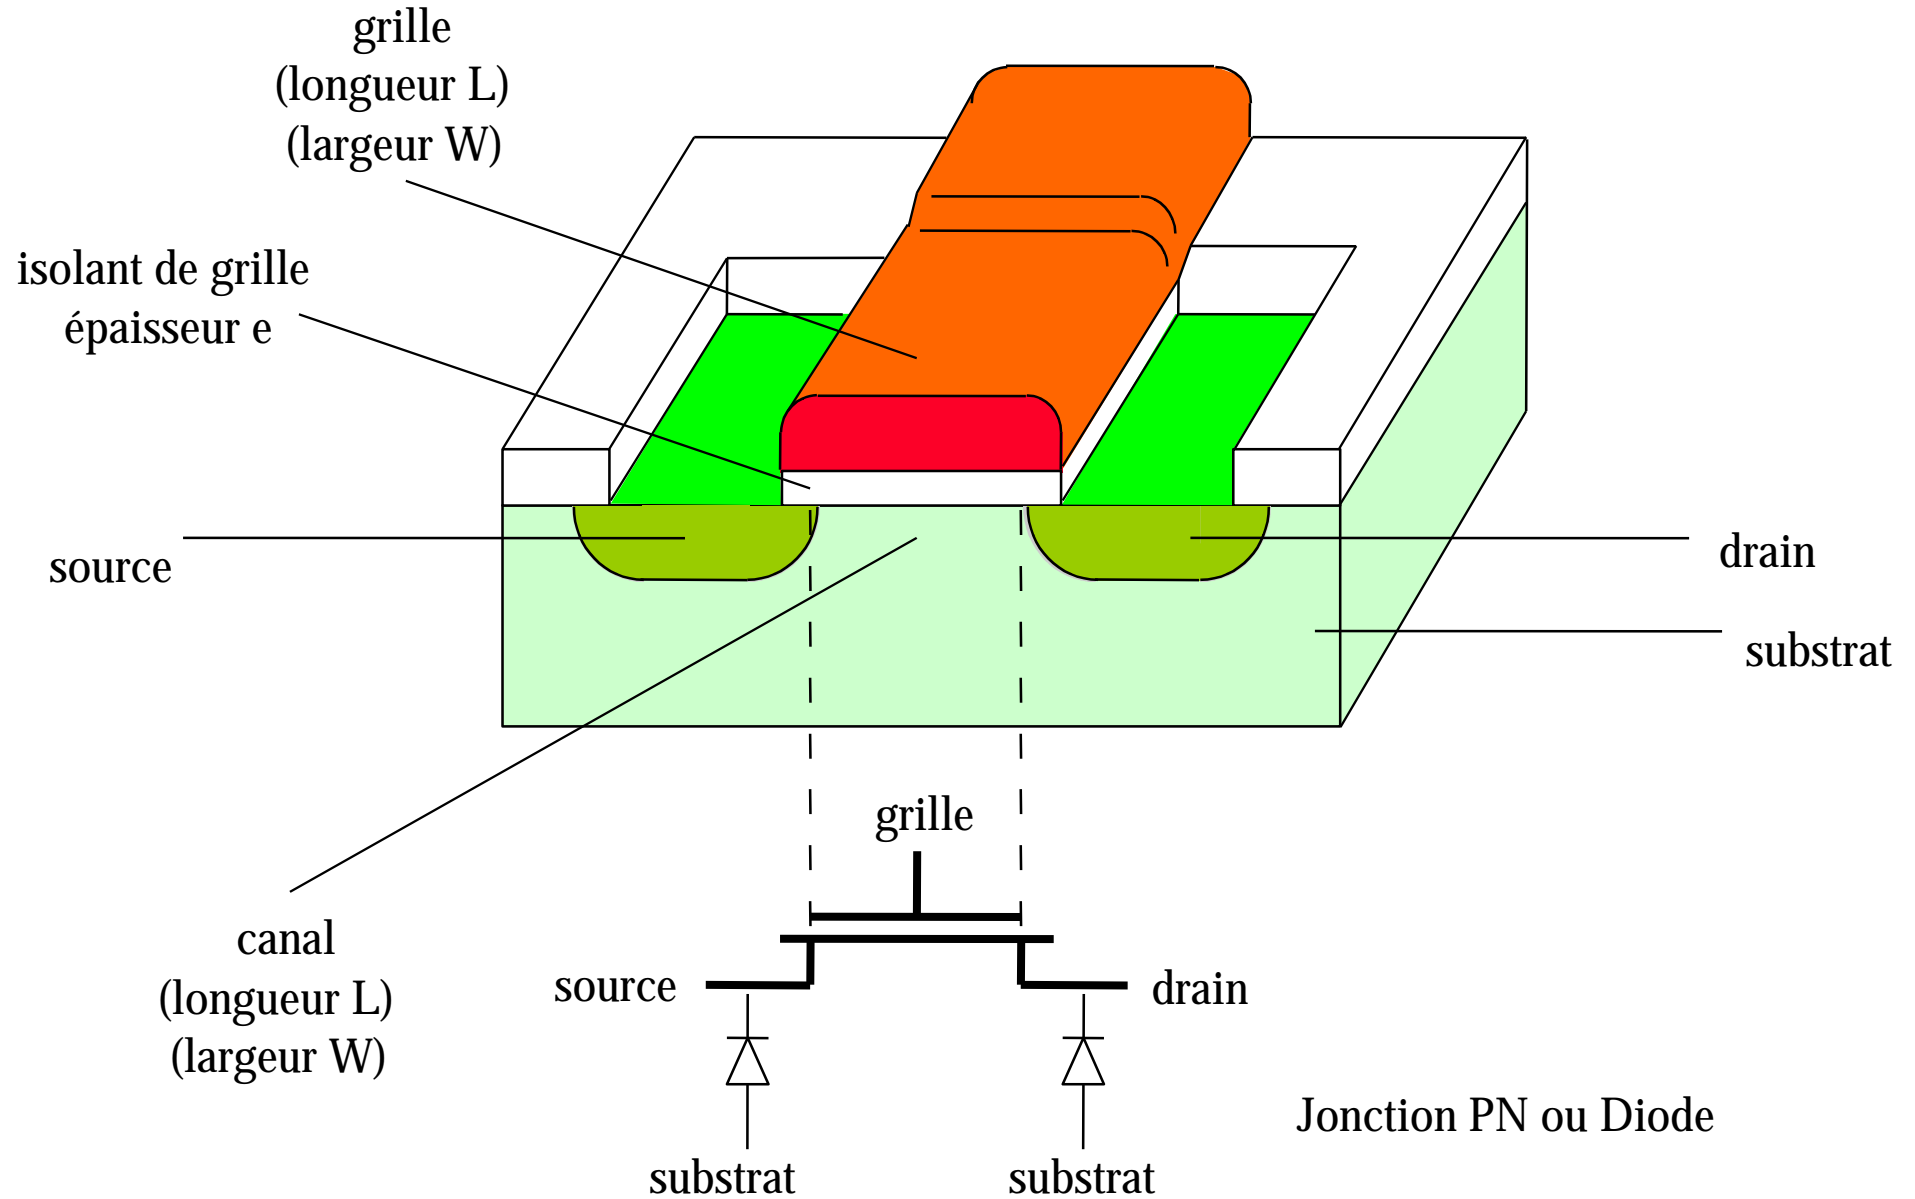 grille
(longueur L)
(largeur W)
isolant de grille
épaisseur e
source
drain
substrat
grille
canal
(longueur L)
(largeur W)
source
drain
Jonction PN ou Diode
substrat
substrat